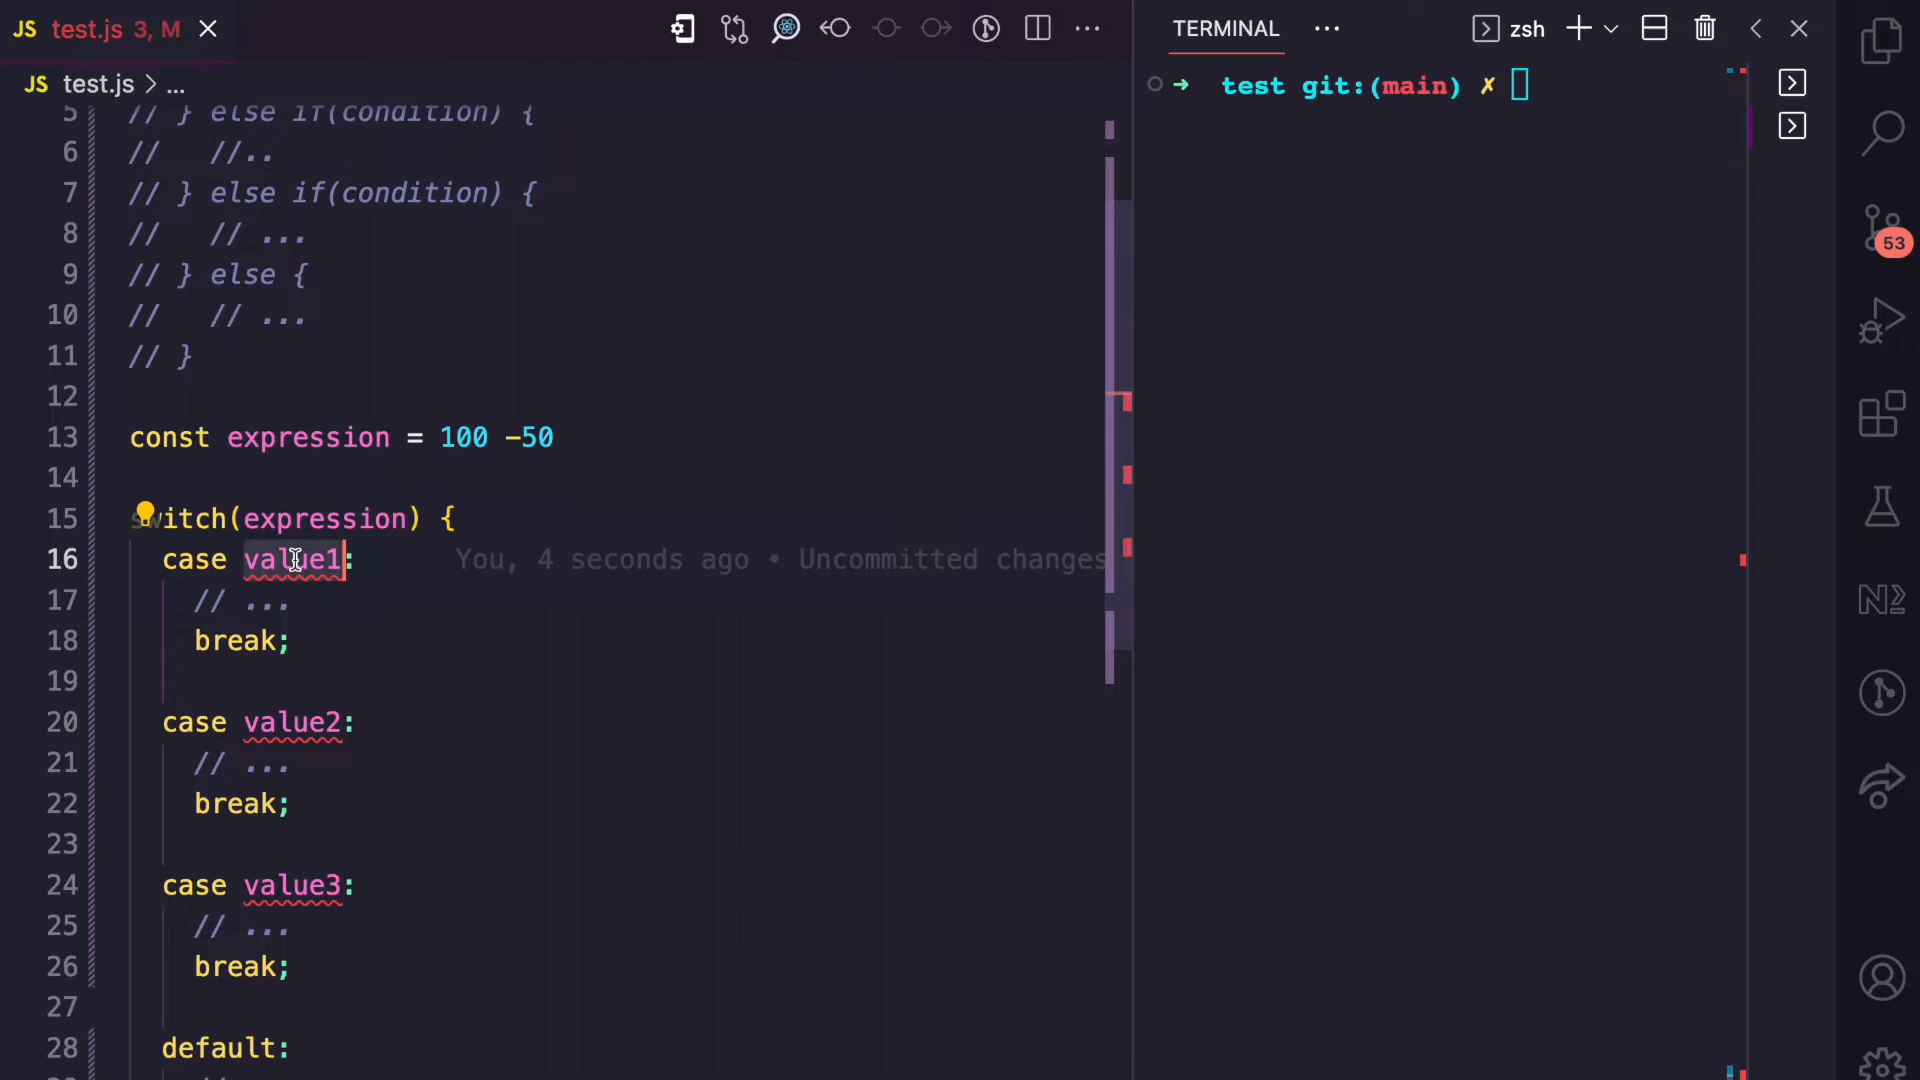 JS test.js 3, M
TERMINAL
zsh
JS test.js > ...
➜ test git:(main) ✗
5 // } else if(condition) {
6 // //..
7 // } else if(condition) {
8 // // ...
9 // } else {
10 // // ...
11 // }
12
13 const expression = 100 -50
14
15 switch(expression) {
16 case value1: You, 4 seconds ago • Uncommitted changes
17 // ...
18 break;
19
20 case value2:
21 // ...
22 break;
23
24 case value3:
25 // ...
26 break;
27
28 default:
53